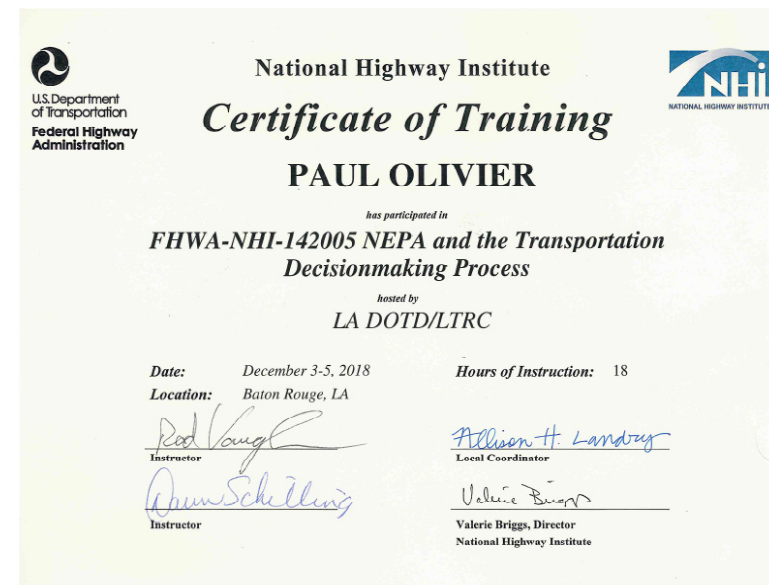 U.S. Department
of Transportation
Federal Highway
Administration
National Highway Institute
NHi
NATIONAL HIGHWAY INSTITUTE
Certificate of Training
PAUL OLIVIER
has participated in
FHWA-NHI-142005 NEPA and the Transportation
Decisionmaking Process
hosted by
LA DOTD/LTRC
Date: December 3-5, 2018
Hours of Instruction: 18
Location: Baton Rouge, LA
Rod
Instructor
Allison H. Landry
Local Coordinator
Dawn Schilling
Instructor
Valerie Briggs
Valerie Briggs, Director
National Highway Institute